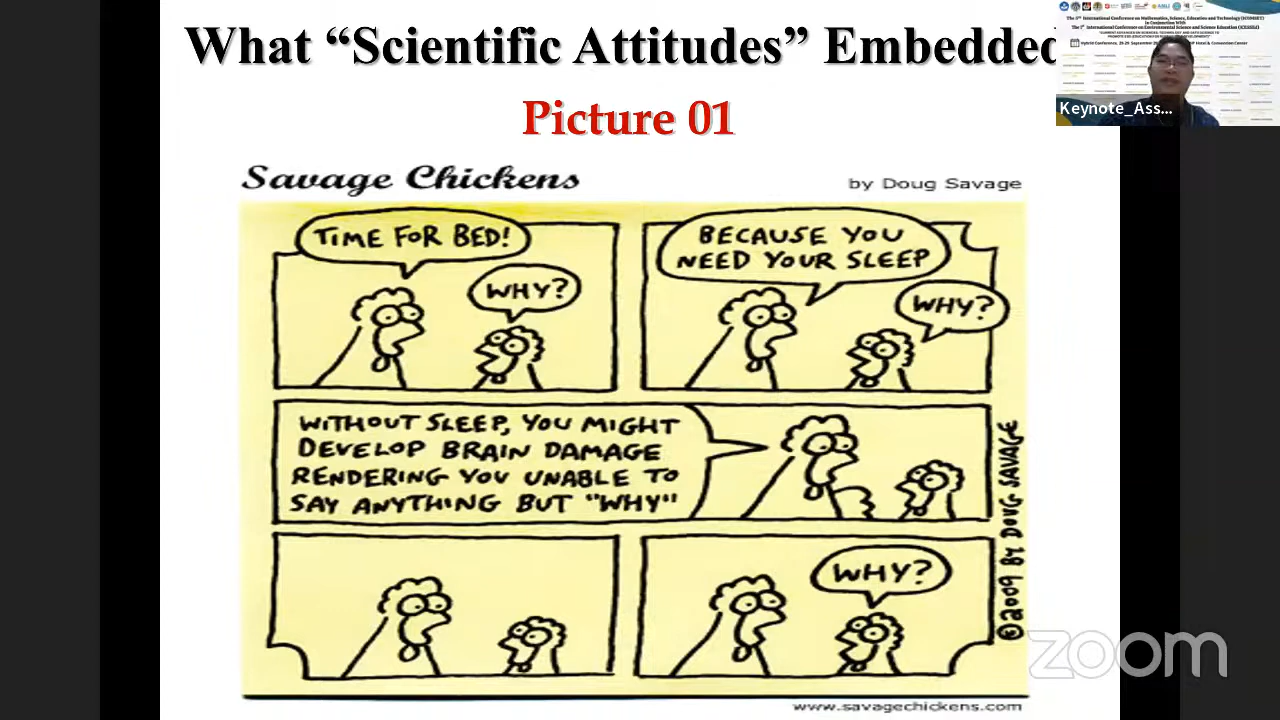 What “Scientific Attitudes” Embedded
Picture 01
Keynote_Ass...
Savage Chickens
by Doug Savage
TIME FOR BED!
WHY?
BECAUSE YOU
NEED YOUR SLEEP
WHY?
WITHOUT SLEEP, YOU MIGHT
DEVELOP BRAIN DAMAGE
RENDERING YOU UNABLE TO
SAY ANYTHING BUT "WHY"
WHY?
©2009 BY DOUG SAVAGE
zoom
www.savagechickens.com